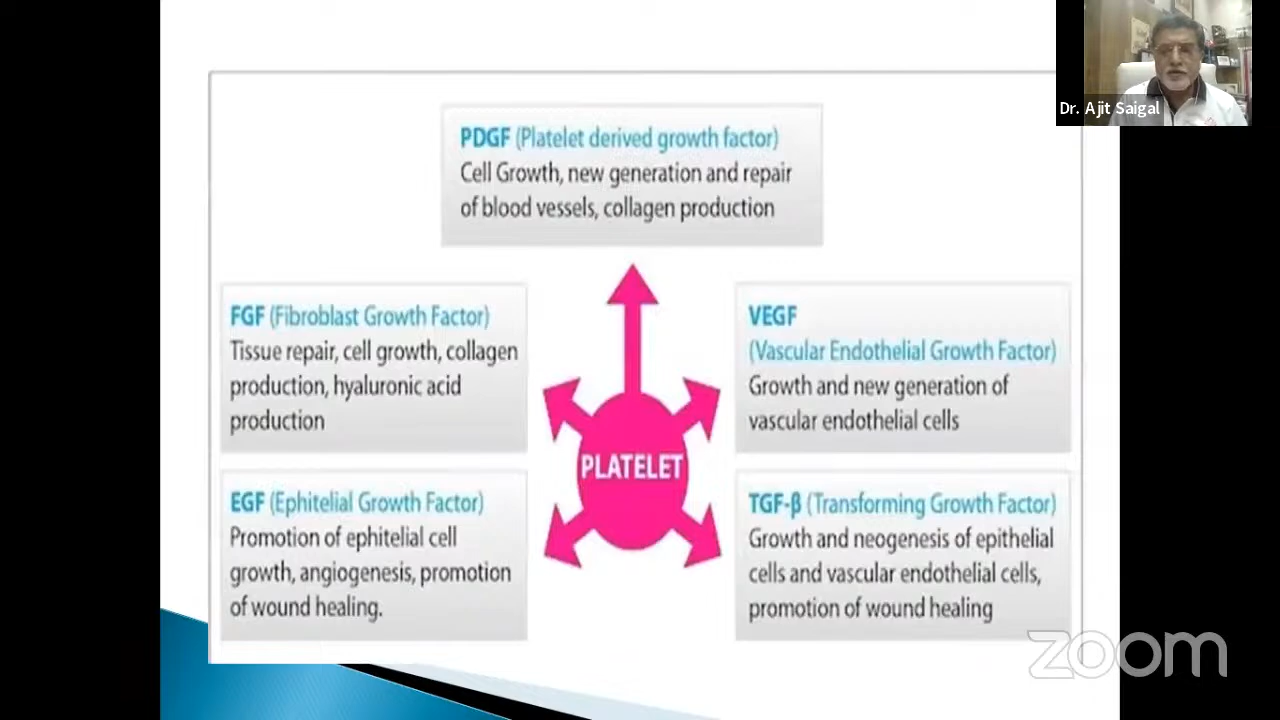 Dr. Ajit Saigal
PDGF (Platelet derived growth factor)
Cell Growth, new generation and repair
of blood vessels, collagen production
FGF (Fibroblast Growth Factor)
Tissue repair, cell growth, collagen
production, hyaluronic acid
production
VEGF
(Vascular Endothelial Growth Factor)
Growth and new generation of
vascular endothelial cells
PLATELET
EGF (Ephitelial Growth Factor)
Promotion of ephitelial cell
growth, angiogenesis, promotion
of wound healing.
TGF-β (Transforming Growth Factor)
Growth and neogenesis of epithelial
cells and vascular endothelial cells,
promotion of wound healing
zoom